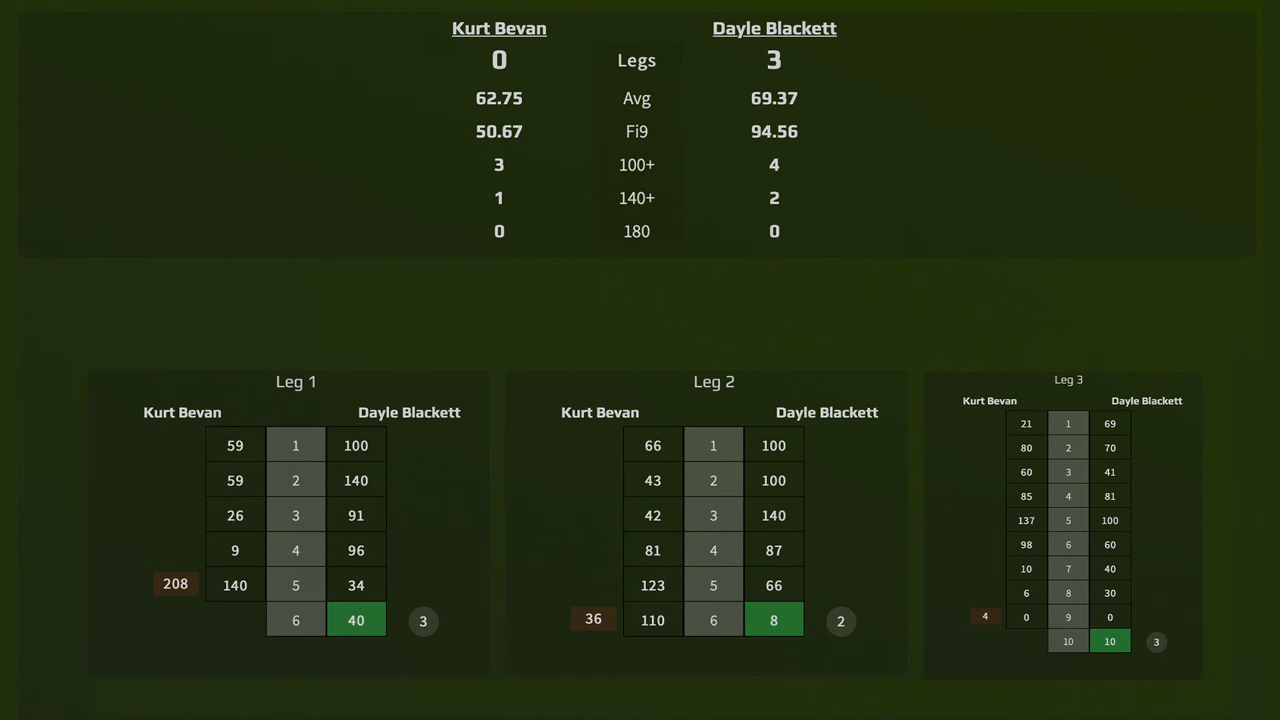 Kurt Bevan Dayle Blackett
0 Legs 3
62.75 Avg 69.37
50.67 Fi9 94.56
3 100+ 4
1 140+ 2
0 180 0
Leg 1
Kurt Bevan Dayle Blackett
59 1 100
59 2 140
26 3 91
9 4 96
208 140 5 34
6 40 3
Leg 2
Kurt Bevan Dayle Blackett
66 1 100
43 2 100
42 3 140
81 4 87
123 5 66
36 110 6 8 2
Leg 3
Kurt Bevan Dayle Blackett
21 1 69
80 2 70
60 3 41
85 4 81
137 5 100
98 6 60
10 7 40
6 8 30
4 0 9 0
10 10 3